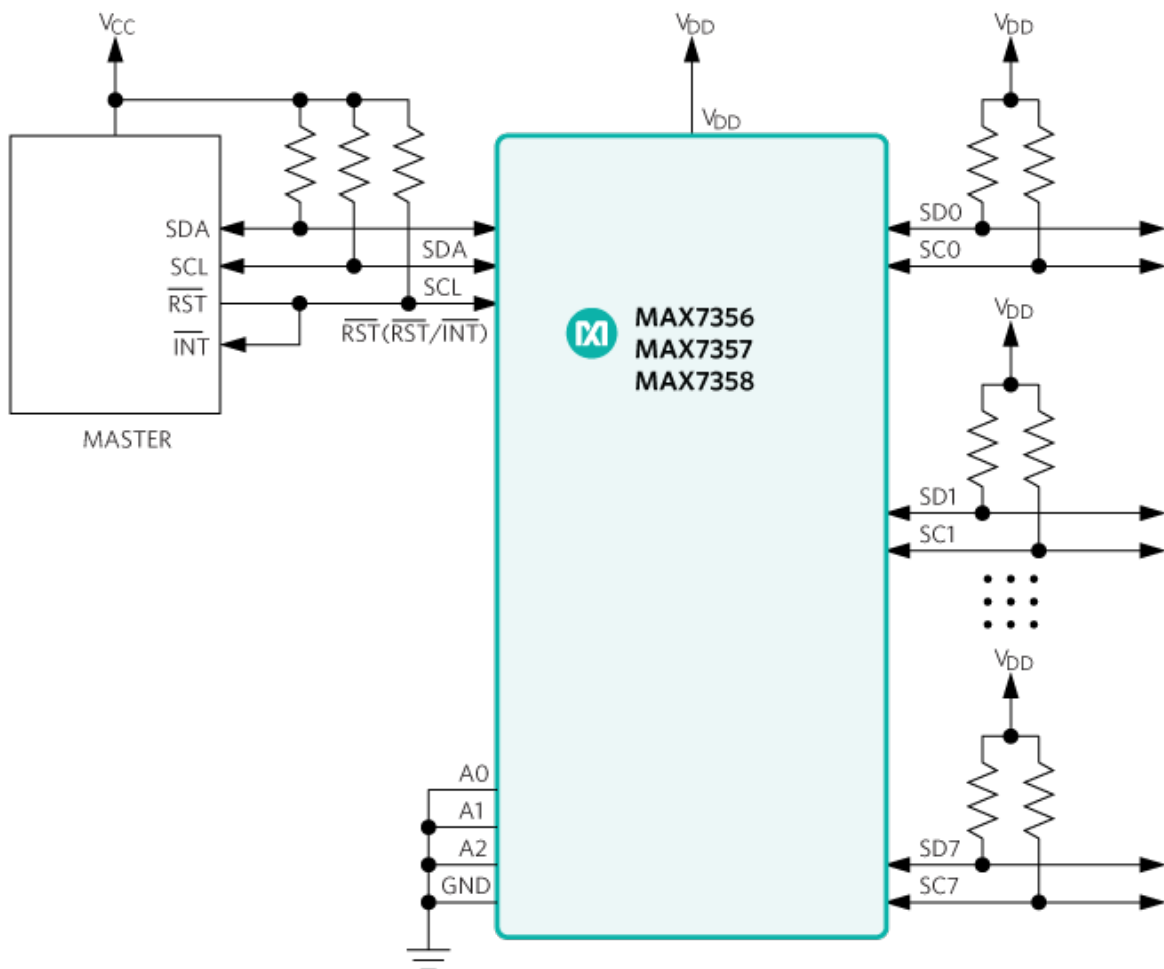 VCC
VDD
VDD
VDD
SDA
SCL
RST
INT
MASTER
SDA
SCL
RST(RST/INT)
MAX7356
MAX7357
MAX7358
A0
A1
A2
GND
SD0
SC0
VDD
SD1
SC1
VDD
SD7
SC7